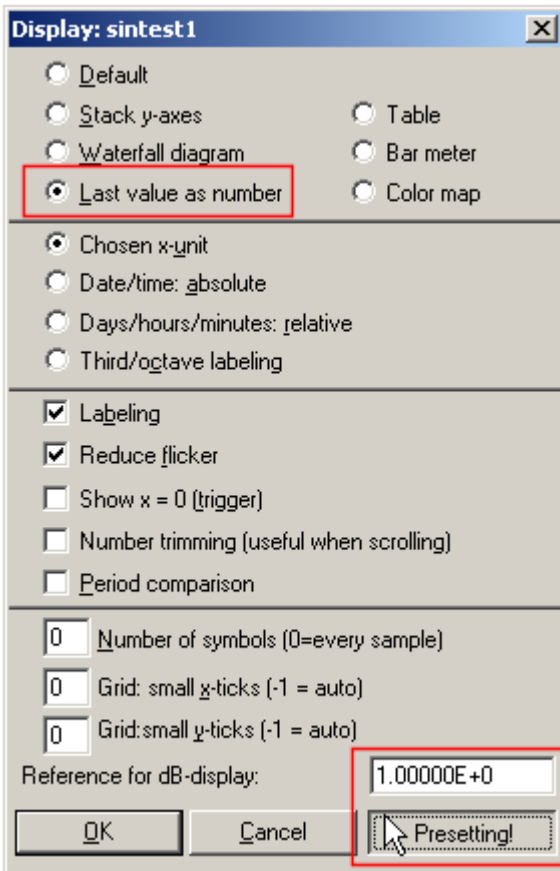 Display: sintest1
Default
Stack y-axes
Table
Waterfall diagram
Bar meter
Last value as number
Color map
Chosen x-unit
Date/time: absolute
Days/hours/minutes: relative
Third/octave labeling
Labeling
Reduce flicker
Show x = 0 (trigger)
Number trimming (useful when scrolling)
Period comparison
0 Number of symbols (0=every sample)
0 Grid: small x-ticks (-1 = auto)
0 Grid:small y-ticks (-1 = auto)
Reference for dB-display: 1.00000E+0
OK Cancel Presetting!